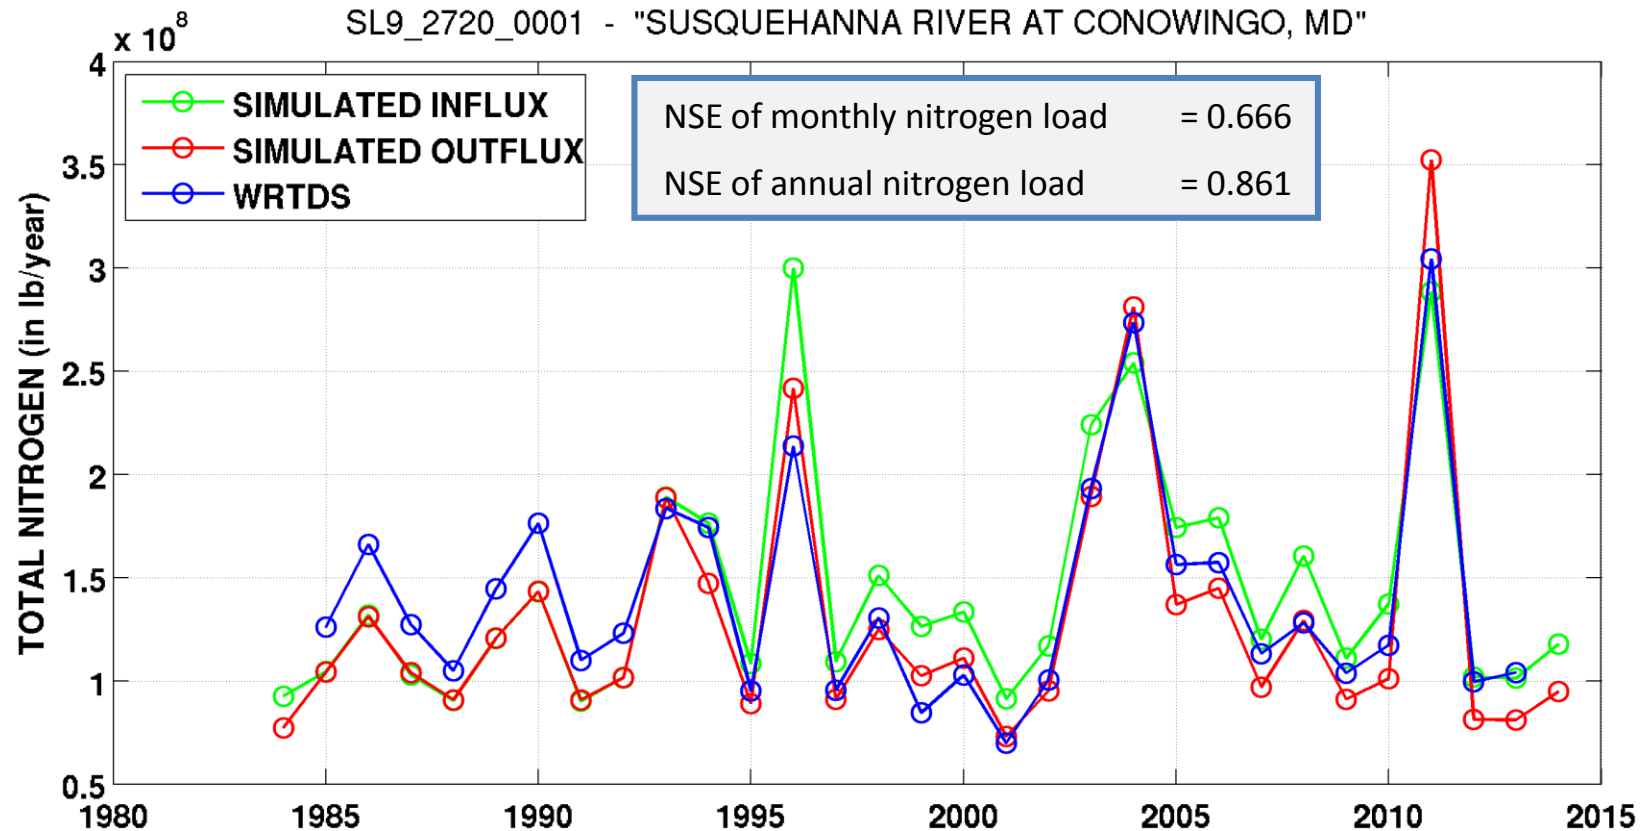 SL9_2720_0001 - "SUSQUEHANNA RIVER AT CONOWINGO, MD"
x 10^8
SIMULATED INFLUX
SIMULATED OUTFLUX
WRTDS
NSE of monthly nitrogen load = 0.666
NSE of annual nitrogen load = 0.861
TOTAL NITROGEN (in lb/year)
4
3.5
3
2.5
2
1.5
1
0.5
1980 1985 1990 1995 2000 2005 2010 2015